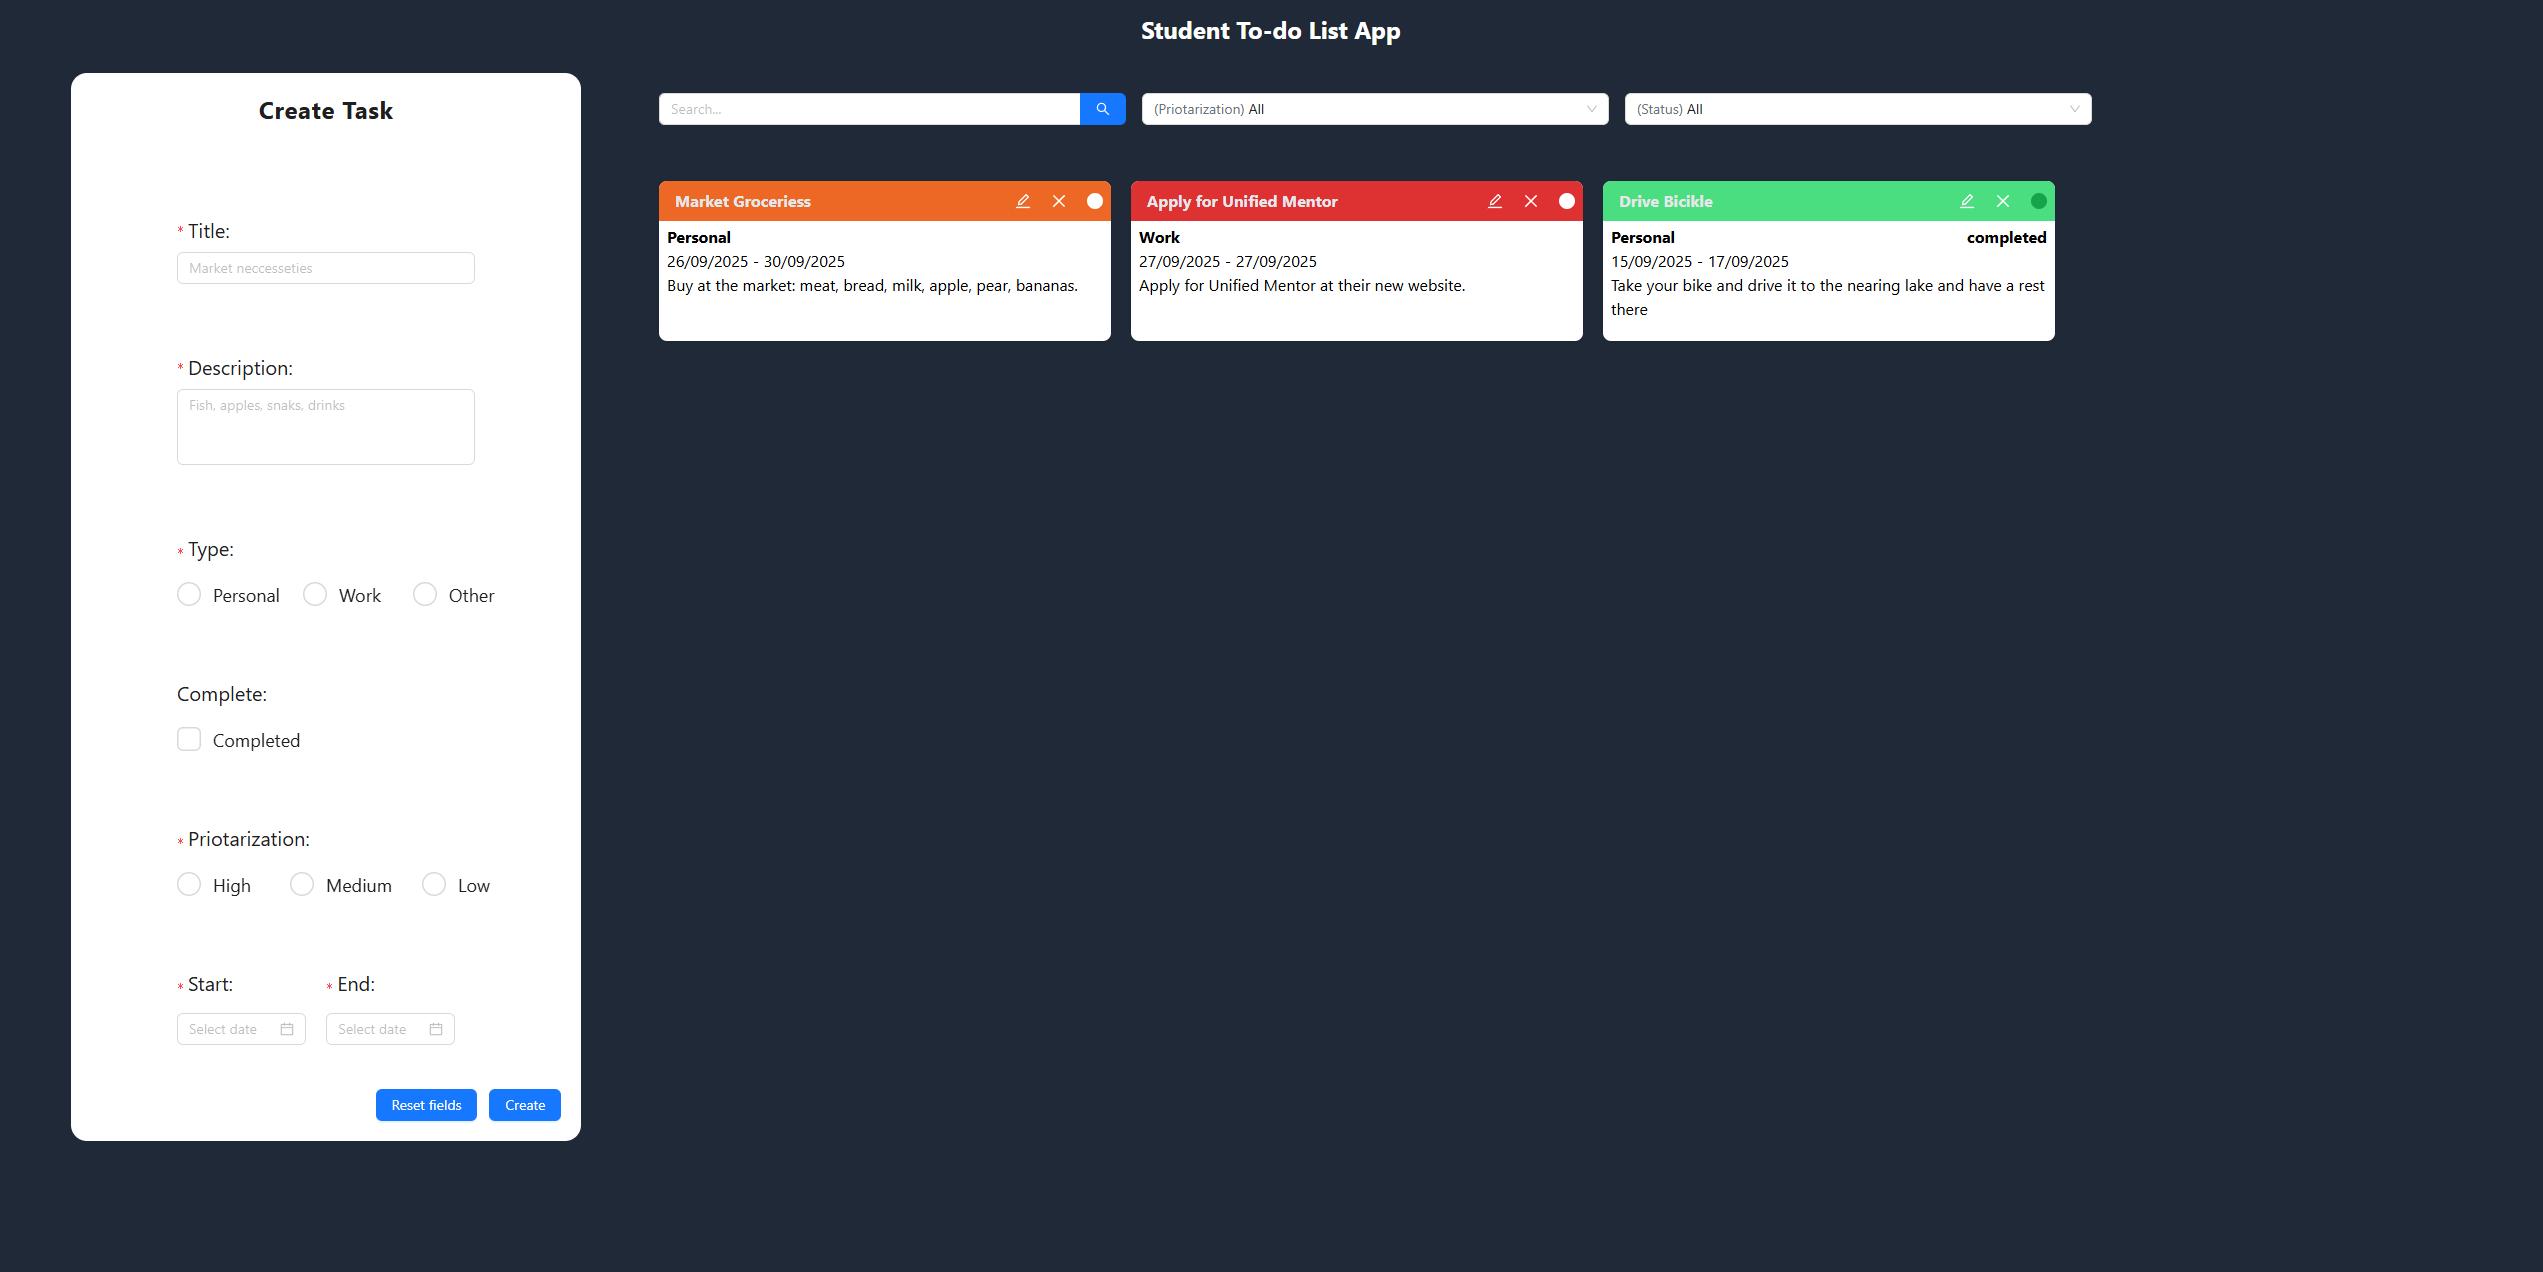 Student To-do List App
Create Task
* Title:
Market neccesseties
* Description:
Fish, apples, snaks, drinks
* Type:
Personal Work Other
Complete:
Completed
* Priotarization:
High Medium Low
* Start: * End:
Select date Select date
Reset fields Create
Search... (Priotarization) All (Status) All
Market Groceriess
Personal
26/09/2025 - 30/09/2025
Buy at the market: meat, bread, milk, apple, pear, bananas.
Apply for Unified Mentor
Work
27/09/2025 - 27/09/2025
Apply for Unified Mentor at their new website.
Drive Bicikle
Personal completed
15/09/2025 - 17/09/2025
Take your bike and drive it to the nearing lake and have a rest
there